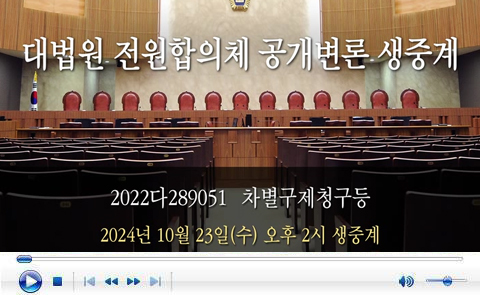 대법원 전원합의체 공개변론 생중계
2022다289051 차별구제청구등
2024년 10월 23일(수) 오후 2시 생중계